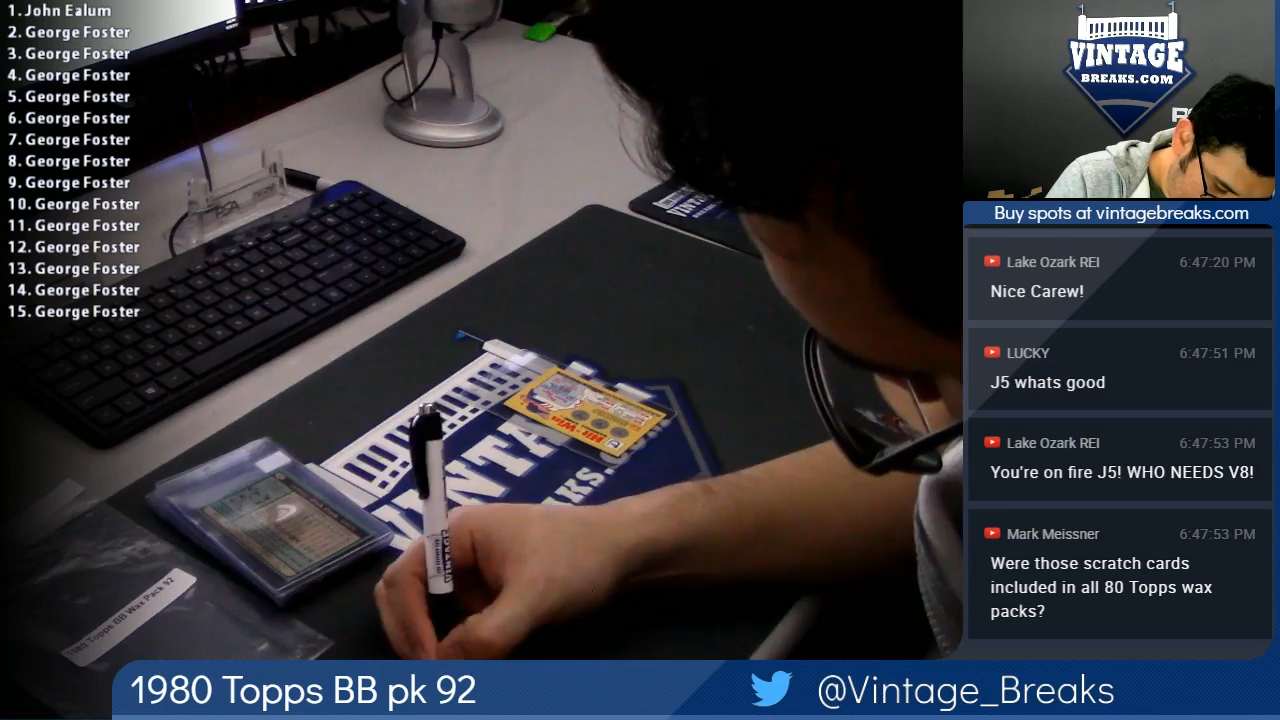 1. John Ealum
2. George Foster
3. George Foster
4. George Foster
5. George Foster
6. George Foster
7. George Foster
8. George Foster
9. George Foster
10. George Foster
11. George Foster
12. George Foster
13. George Foster
14. George Foster
15. George Foster
VINTAGE
BREAKS.COM
Buy spots at vintagebreaks.com
Lake Ozark REI 6:47:20 PM
Nice Carew!
LUCKY 6:47:51 PM
J5 whats good
Lake Ozark REI 6:47:53 PM
You're on fire J5! WHO NEEDS V8!
Mark Meissner 6:47:53 PM
Were those scratch cards
included in all 80 Topps wax
packs?
VINTA
AKS.
1980 Topps BB Wax Pack 92
1980 Topps BB pk 92
@Vintage_Breaks